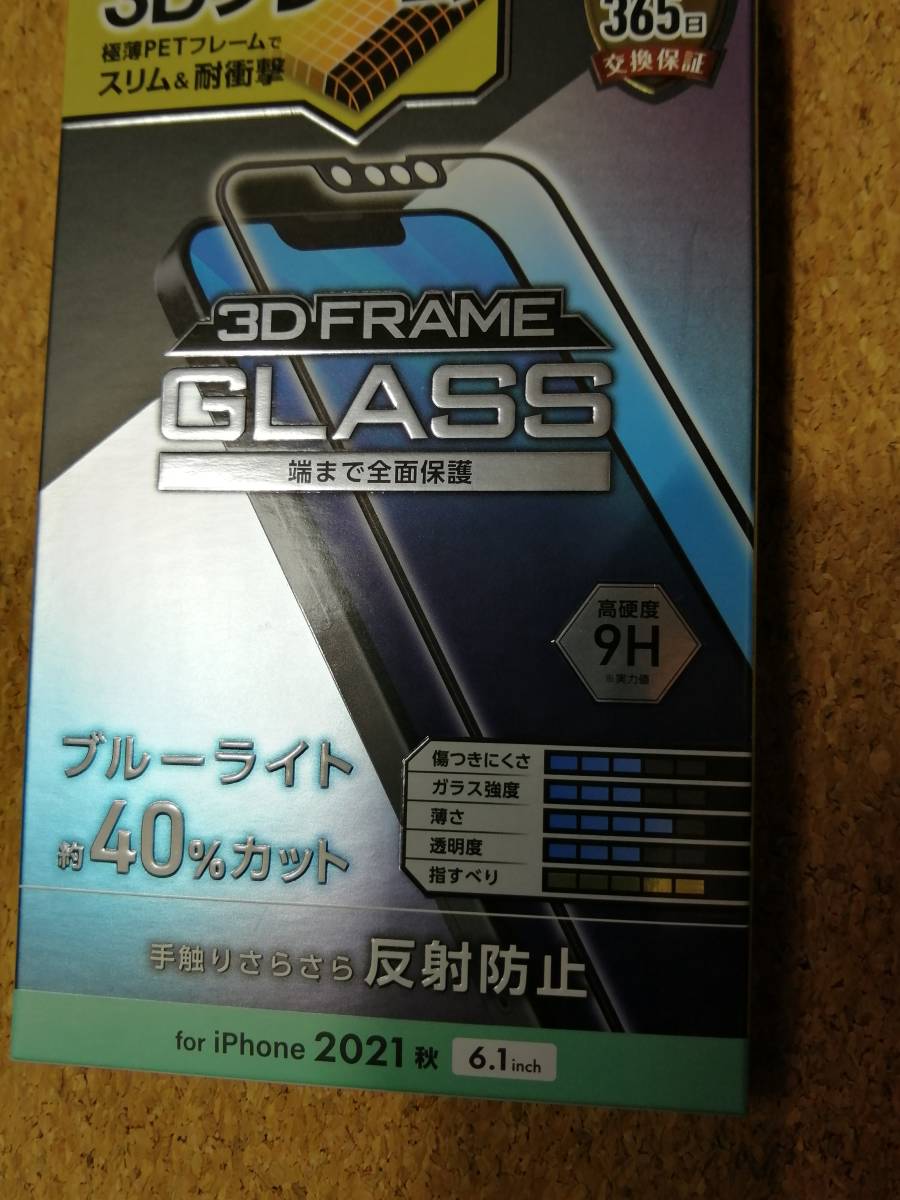 極薄PETフレームで
スリム&耐衝撃
365日
交換保証
3D FRAME
GLASS
端まで全面保護
高硬度
9H
※実力値
ブルーライト
約40%カット
傷つきにくさ
ガラス強度
薄さ
透明度
指すべり
手触りさらさら 反射防止
for iPhone 2021 秋 6.1inch